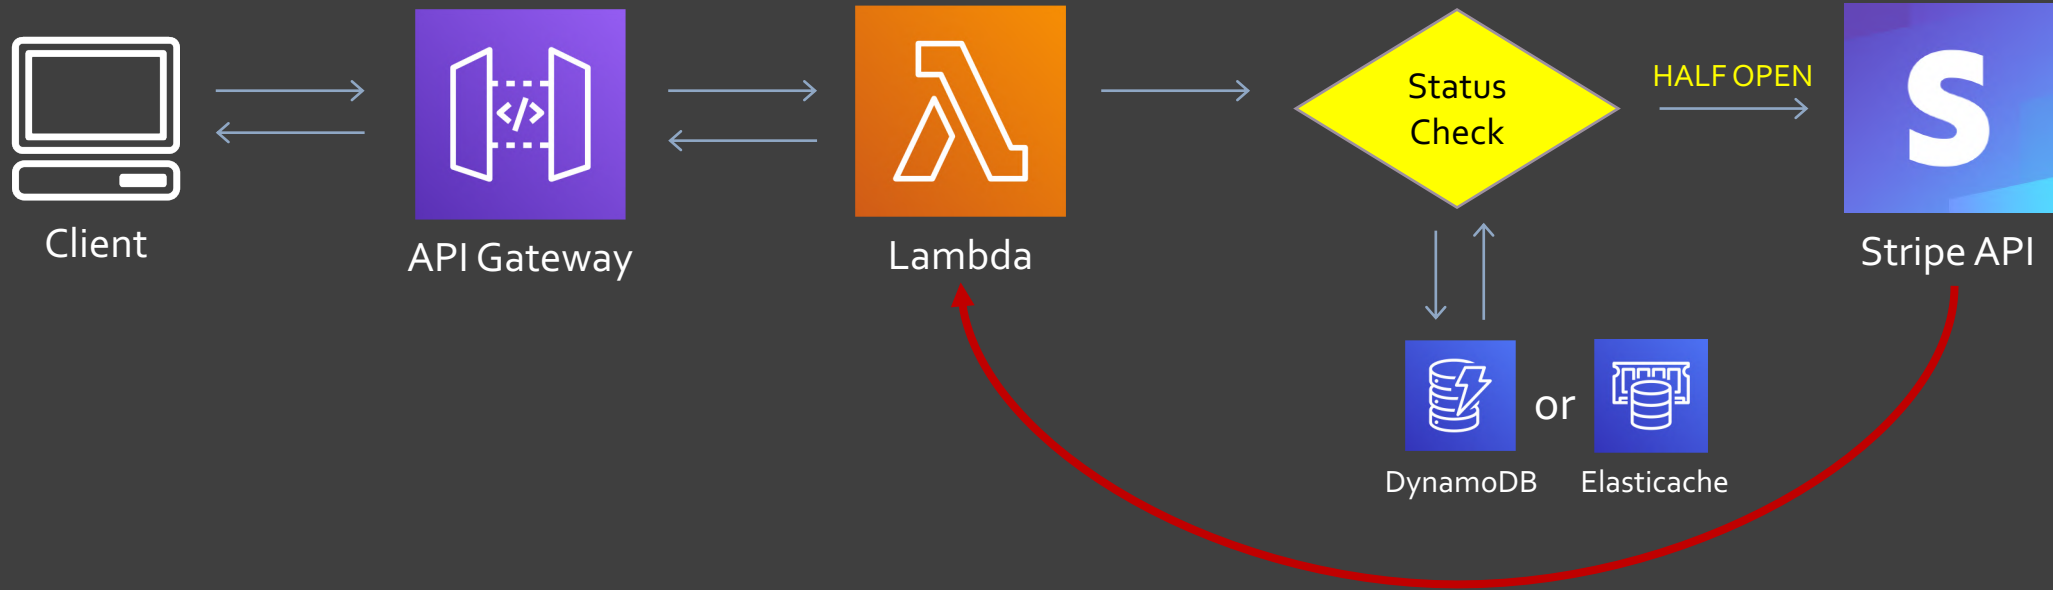 Status
Check
HALF OPEN
</>
S
Client
API Gateway
Lambda
Stripe API
or
DynamoDB
Elasticache